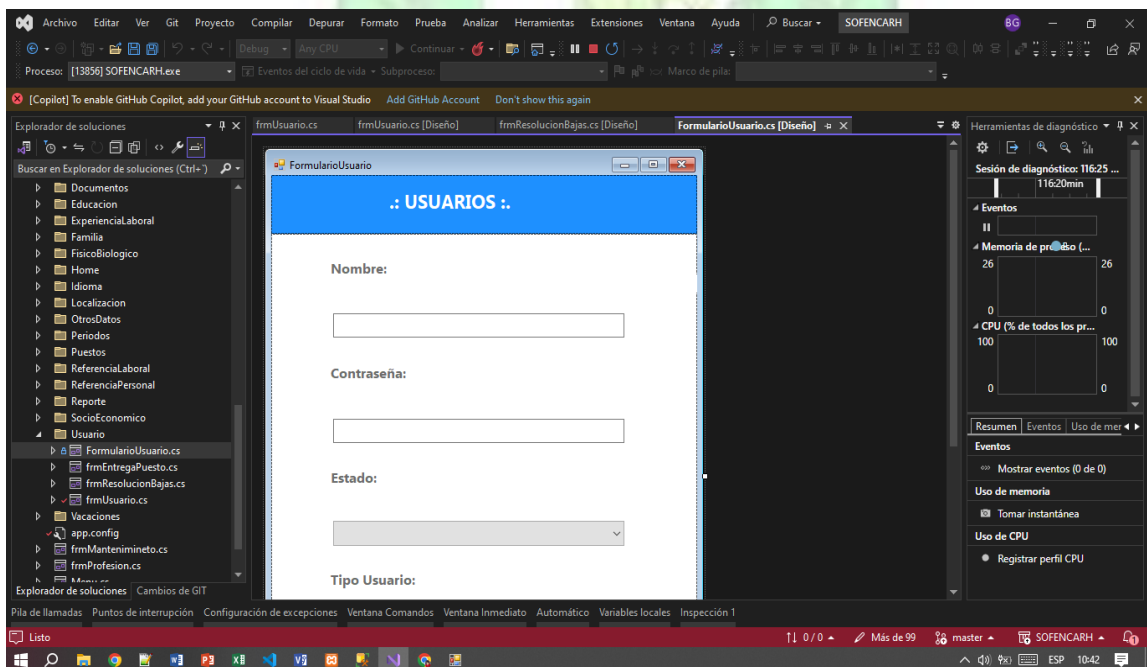 Archivo Editar Ver Git Proyecto Compilar Depurar Formato Prueba Analizar Herramientas Extensiones Ventana Ayuda Buscar SOFENCARH BG
Debug Any CPU Continuar
Proceso: [13856] SOFENCARH.exe Eventos del ciclo de vida Subproceso: Marco de pila:
[Copilot] To enable GitHub Copilot, add your GitHub account to Visual Studio Add GitHub Account Don't show this again
Explorador de soluciones
Buscar en Explorador de soluciones (Ctrl+¨)
Documentos
Educacion
ExperienciaLaboral
Familia
FisicoBiologico
Home
Idioma
Localizacion
OtrosDatos
Periodos
Puestos
ReferenciaLaboral
ReferenciaPersonal
Reporte
SocioEconomico
Usuario
FormularioUsuario.cs
frmEntregaPuesto.cs
frmResolucionBajas.cs
frmUsuario.cs
Vacaciones
app.config
frmMantenimineto.cs
frmProfesion.cs
Menu.cs
Explorador de soluciones Cambios de GIT
frmUsuario.cs frmUsuario.cs [Diseño] frmResolucionBajas.cs [Diseño] FormularioUsuario.cs [Diseño]
FormularioUsuario
.: USUARIOS :.
Nombre:
Contraseña:
Estado:
Tipo Usuario:
Herramientas de diagnóstico
Sesión de diagnóstico: 116:25 ...
116:20min
Eventos
Memoria de proceso (...
26 26
0 0
CPU (% de todos los pr...
100 100
0 0
Resumen Eventos Uso de mer
Eventos
Mostrar eventos (0 de 0)
Uso de memoria
Tomar instantánea
Uso de CPU
Registrar perfil CPU
Pila de llamadas Puntos de interrupción Configuración de excepciones Ventana Comandos Ventana Inmediato Automático Variables locales Inspección 1
Listo 0 / 0 Más de 99 master SOFENCARH
ESP 10:42